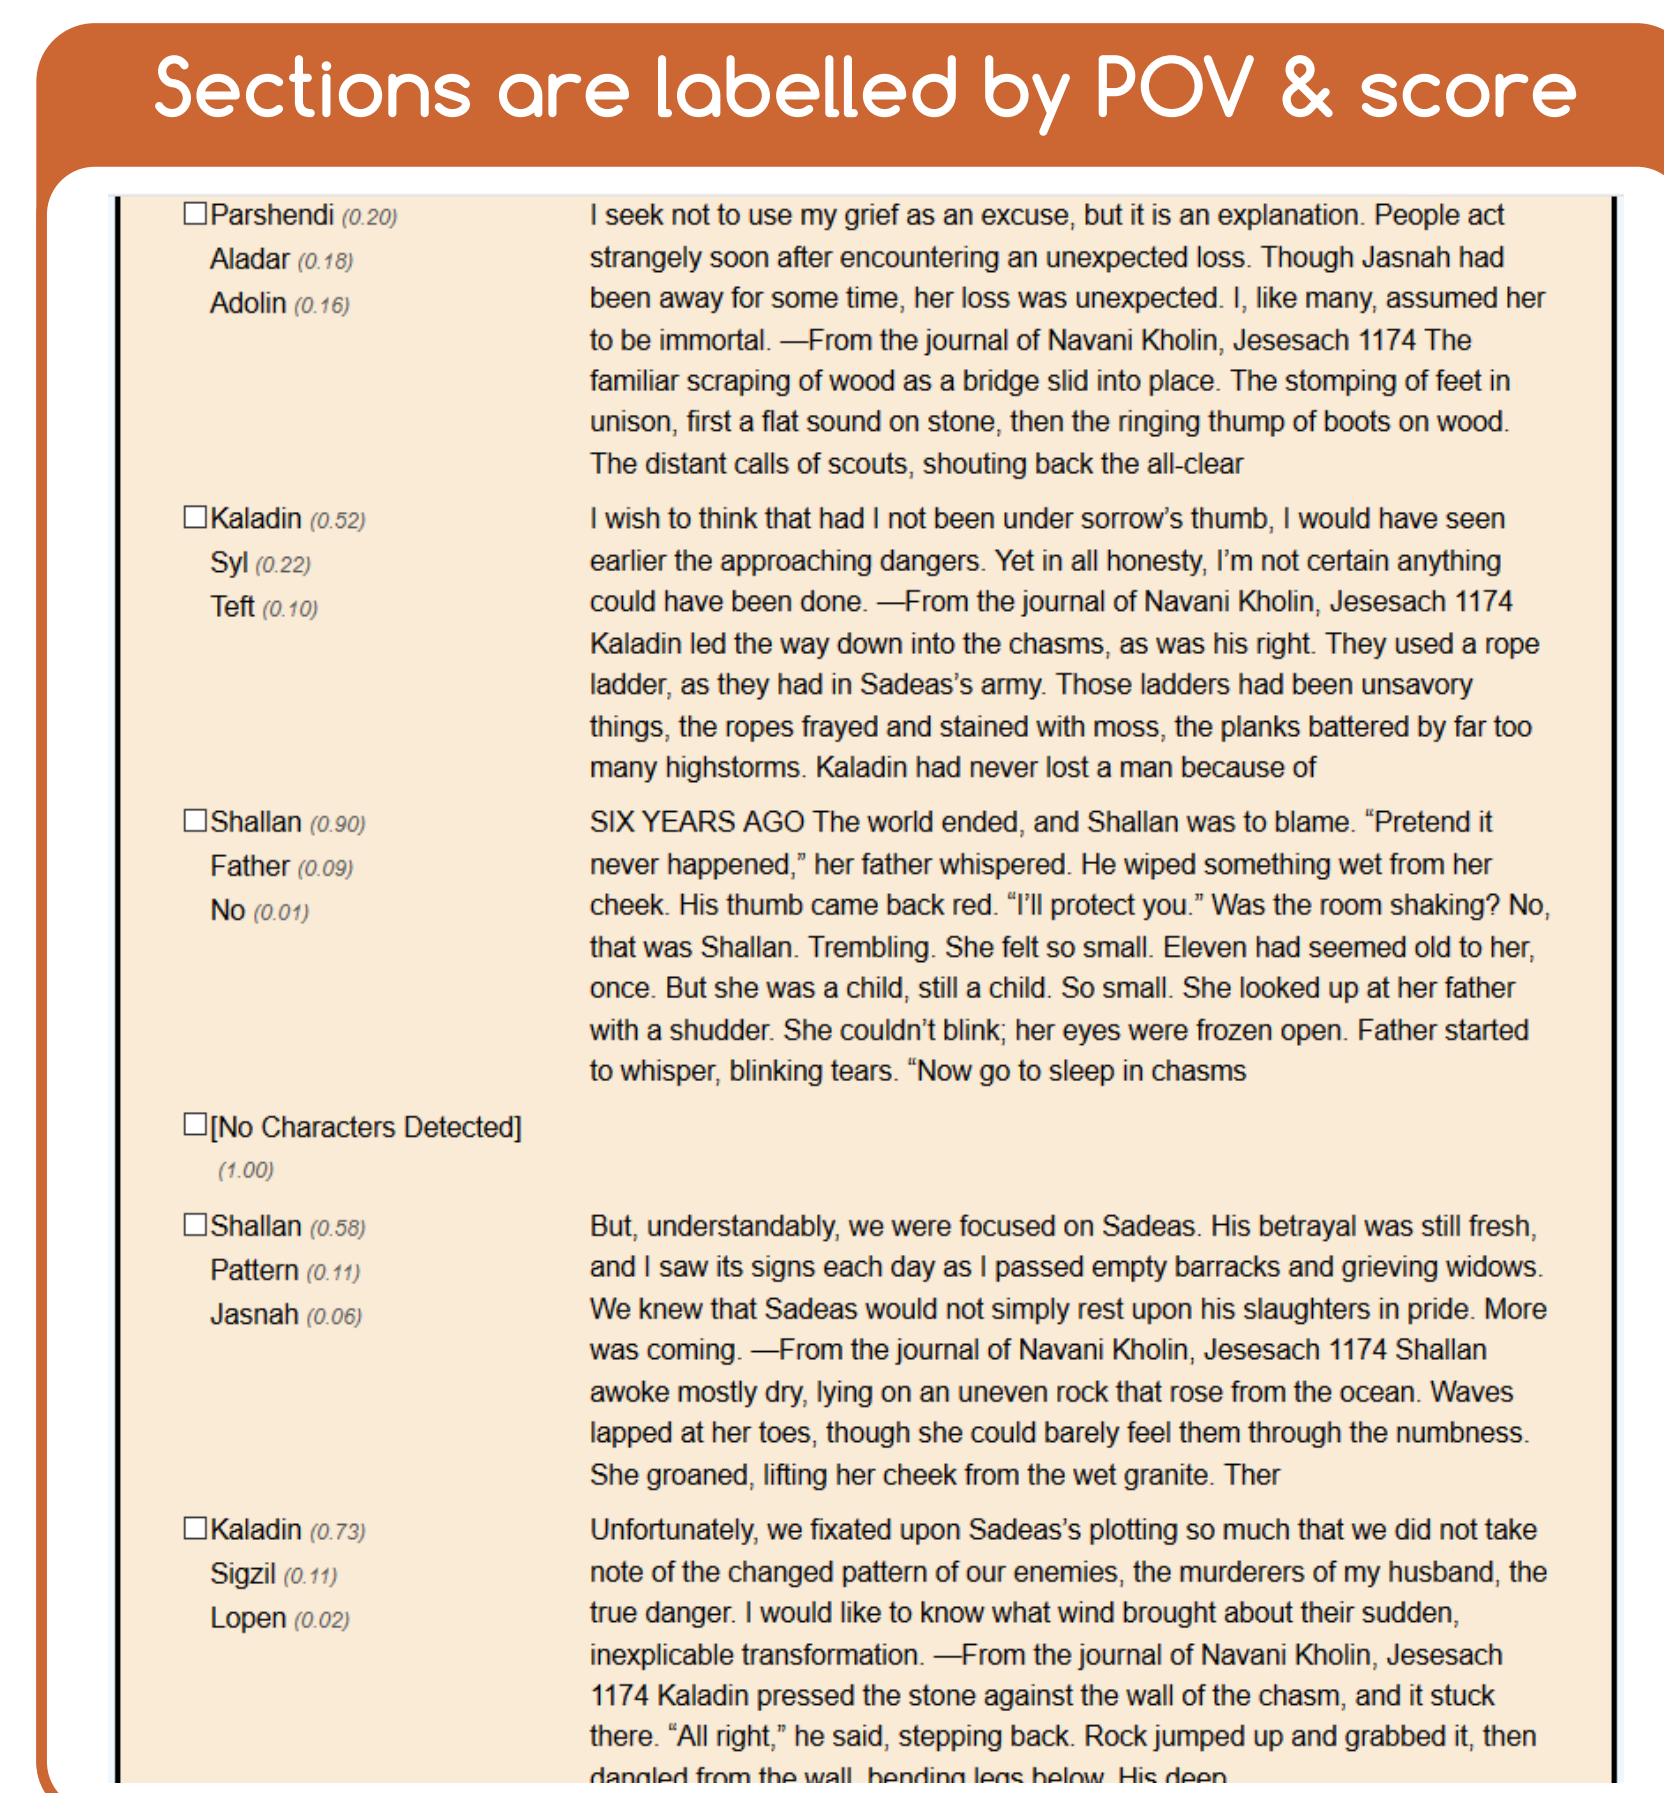 Sections are labelled by POV & score
Parshendi (0.20)
Aladar (0.18)
Adolin (0.16)
I seek not to use my grief as an excuse, but it is an explanation. People act
strangely soon after encountering an unexpected loss. Though Jasnah had
been away for some time, her loss was unexpected. I, like many, assumed her
to be immortal. —From the journal of Navani Kholin, Jesesach 1174 The
familiar scraping of wood as a bridge slid into place. The stomping of feet in
unison, first a flat sound on stone, then the ringing thump of boots on wood.
The distant calls of scouts, shouting back the all-clear
Kaladin (0.52)
Syl (0.22)
Teft (0.10)
I wish to think that had I not been under sorrow’s thumb, I would have seen
earlier the approaching dangers. Yet in all honesty, I’m not certain anything
could have been done. —From the journal of Navani Kholin, Jesesach 1174
Kaladin led the way down into the chasms, as was his right. They used a rope
ladder, as they had in Sadeas’s army. Those ladders had been unsavory
things, the ropes frayed and stained with moss, the planks battered by far too
many highstorms. Kaladin had never lost a man because of
Shallan (0.90)
Father (0.09)
No (0.01)
SIX YEARS AGO The world ended, and Shallan was to blame. “Pretend it
never happened,” her father whispered. He wiped something wet from her
cheek. His thumb came back red. “I’ll protect you.” Was the room shaking? No,
that was Shallan. Trembling. She felt so small. Eleven had seemed old to her,
once. But she was a child, still a child. So small. She looked up at her father
with a shudder. She couldn’t blink; her eyes were frozen open. Father started
to whisper, blinking tears. “Now go to sleep in chasms
[No Characters Detected]
(1.00)
Shallan (0.58)
Pattern (0.11)
Jasnah (0.06)
But, understandably, we were focused on Sadeas. His betrayal was still fresh,
and I saw its signs each day as I passed empty barracks and grieving widows.
We knew that Sadeas would not simply rest upon his slaughters in pride. More
was coming. —From the journal of Navani Kholin, Jesesach 1174 Shallan
awoke mostly dry, lying on an uneven rock that rose from the ocean. Waves
lapped at her toes, though she could barely feel them through the numbness.
She groaned, lifting her cheek from the wet granite. Ther
Kaladin (0.73)
Sigzil (0.11)
Lopen (0.02)
Unfortunately, we fixated upon Sadeas’s plotting so much that we did not take
note of the changed pattern of our enemies, the murderers of my husband, the
true danger. I would like to know what wind brought about their sudden,
inexplicable transformation. —From the journal of Navani Kholin, Jesesach
1174 Kaladin pressed the stone against the wall of the chasm, and it stuck
there. “All right,” he said, stepping back. Rock jumped up and grabbed it, then
dangled from the wall, bending legs below. His deep